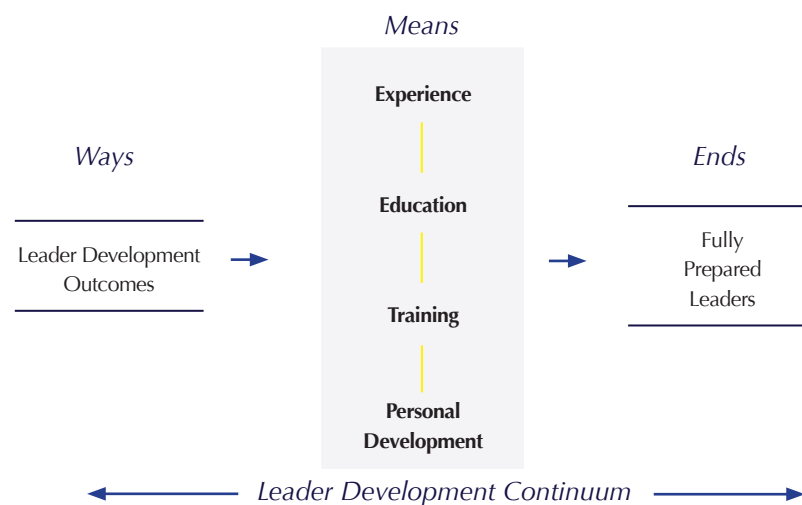 Means
Experience
Ways
Ends
Education
Leader Development
Outcomes
Fully
Prepared
Leaders
Training
Personal
Development
Leader Development Continuum